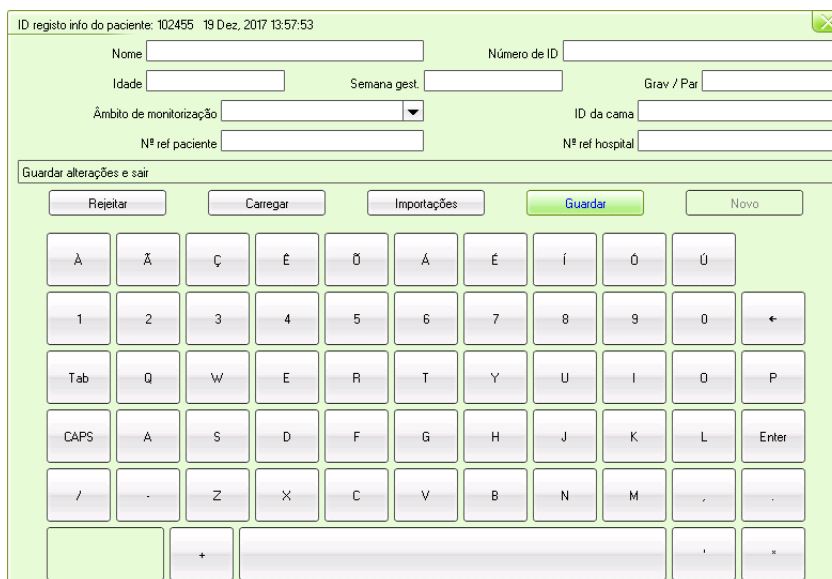 ID registo info do paciente: 102455 19 Dez, 2017 13:57:53
Nome Número de ID
Idade Semana gest. Grav / Par
Âmbito de monitorização ID da cama
Nº ref paciente Nº ref hospital
Guardar alterações e sair
Rejeitar Carregar Importações Guardar Novo
À Ã Ç Ê Õ Á É Í Ó Ú
1 2 3 4 5 6 7 8 9 0 ←
Tab Q W E R T Y U I O P
CAPS A S D F G H J K L Enter
/ - Z X C V B N M , .
+ ' *